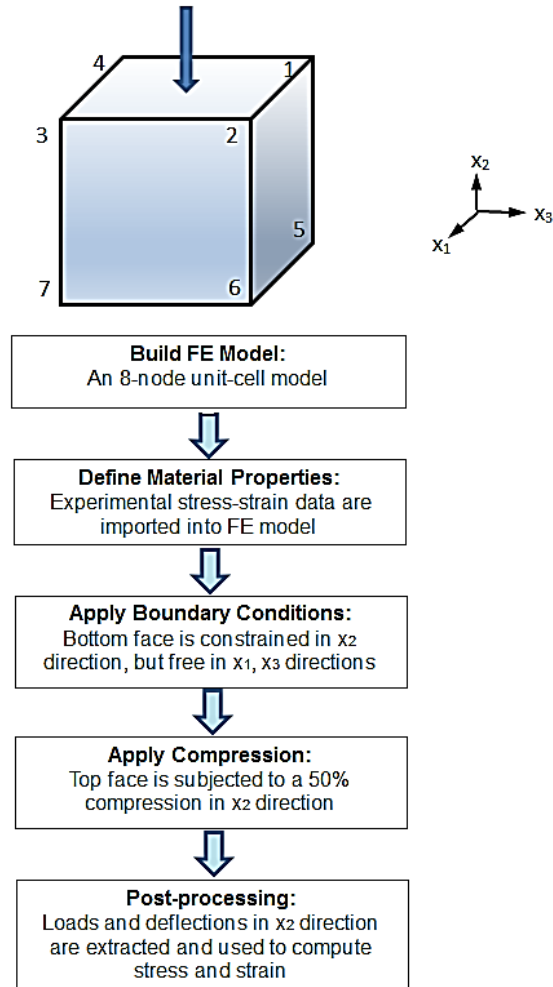 4
1
3
2
x₂
x₃
x₁
5
7
6
Build FE Model:
An 8-node unit-cell model
Define Material Properties:
Experimental stress-strain data are
imported into FE model
Apply Boundary Conditions:
Bottom face is constrained in x₂
direction, but free in x₁, x₃ directions
Apply Compression:
Top face is subjected to a 50%
compression in x₂ direction
Post-processing:
Loads and deflections in x₂ direction
are extracted and used to compute
stress and strain